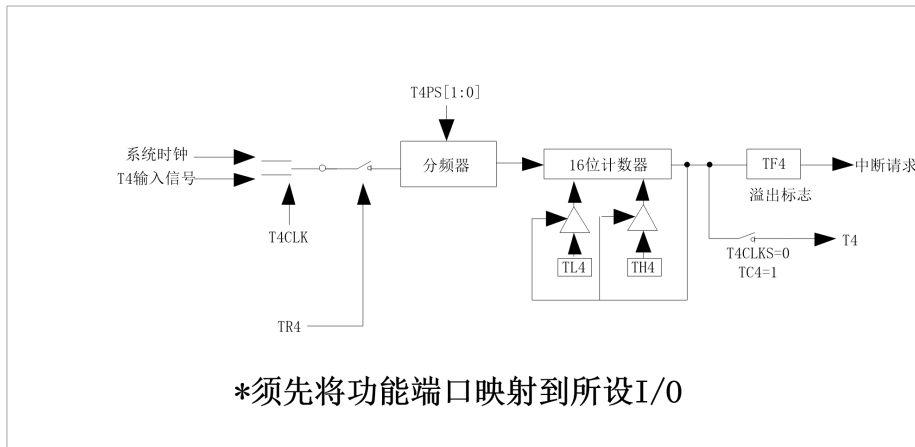 T4PS[1:0]
系统时钟
T4输入信号
分频器
16位计数器
TF4
中断请求
溢出标志
T4CLK
TL4
TH4
T4CLKS=0
TC4=1
T4
TR4
*须先将功能端口映射到所设I/O